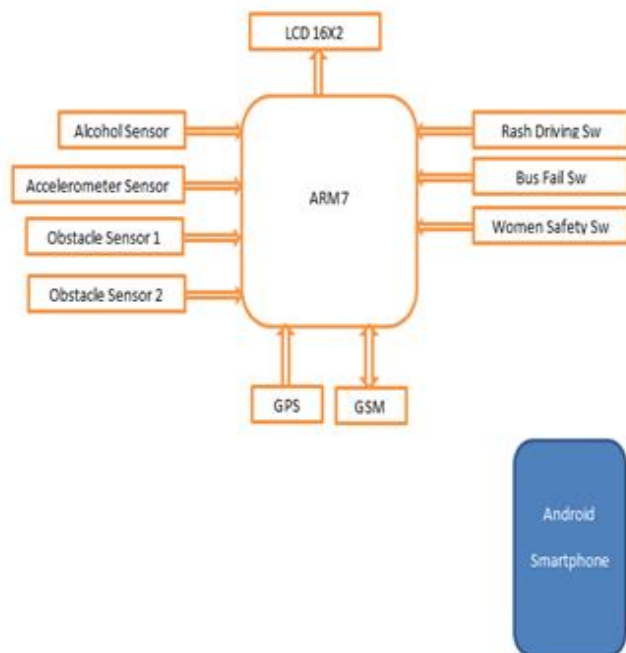 LCD 16X2
Alcohol Sensor
Accelerometer Sensor
Obstacle Sensor 1
Obstacle Sensor 2
ARM7
Rash Driving Sw
Bus Fail Sw
Women Safety Sw
GPS
GSM
Android
Smartphone